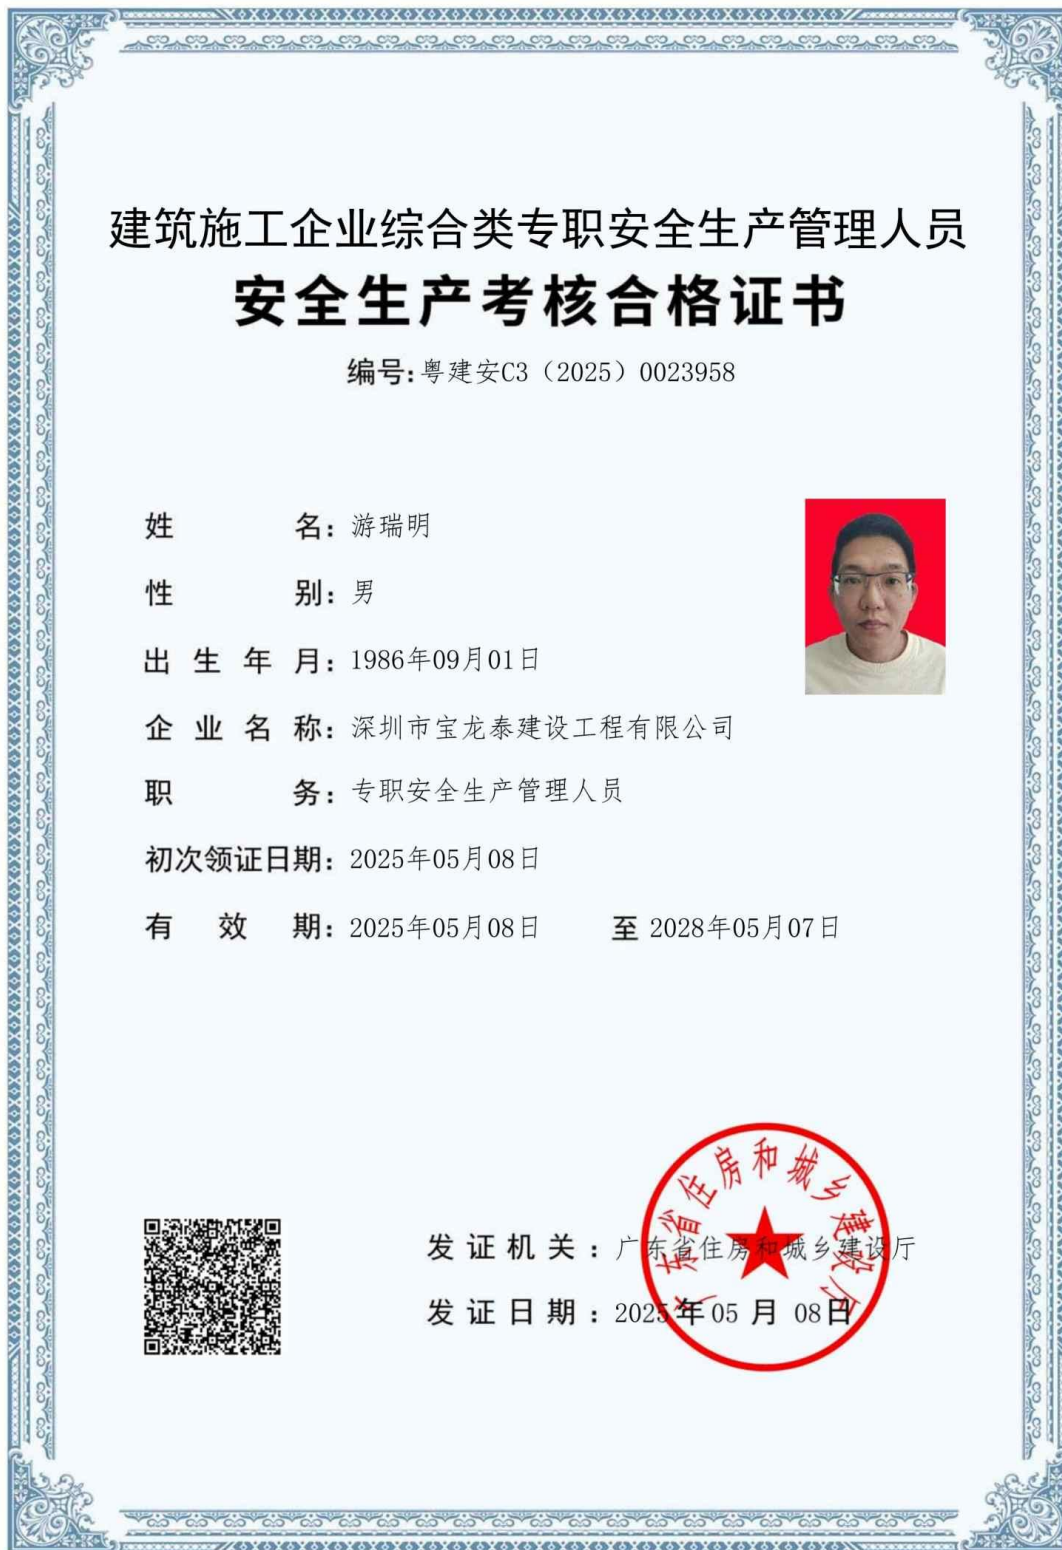 建筑施工企业综合类专职安全生产管理人员
安全生产考核合格证书
编号:粤建安C3（2025）0023958
姓名：游瑞明
性别：男
出生年月：1986年09月01日
企业名称：深圳市宝龙泰建设工程有限公司
职务：专职安全生产管理人员
初次领证日期：2025年05月08日
有效期：2025年05月08日 至 2028年05月07日
广东省住房和城乡建设厅
发证机关：广东省住房和城乡建设厅
发证日期：2025年05月08日